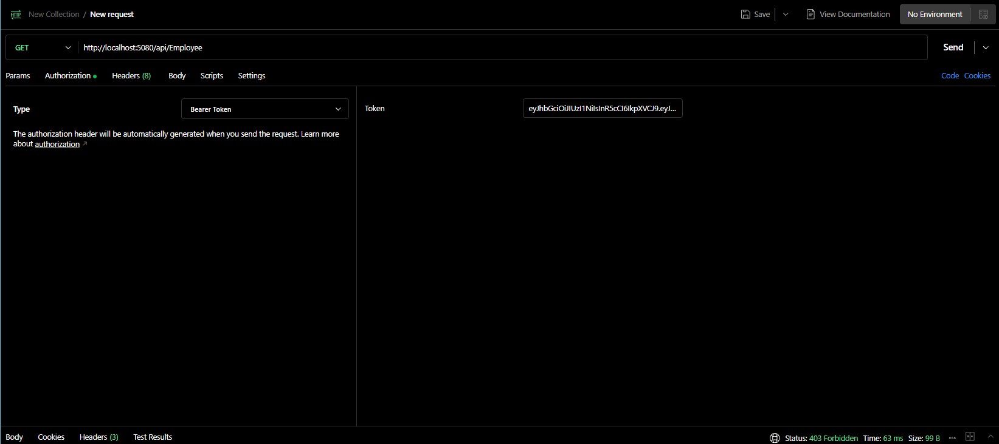 HTTP New Collection / New request Save View Documentation No Environment
GET http://localhost:5080/api/Employee Send
Params Authorization Headers (8) Body Scripts Settings Code Cookies
Type Bearer Token Token eyJhbGciOiJIUzI1NiIsInR5cCI6IkpXVCJ9.eyJ...
The authorization header will be automatically generated when you send the request. Learn more
about authorization ↗
Body Cookies Headers (3) Test Results Status: 403 Forbidden Time: 63 ms Size: 99 B